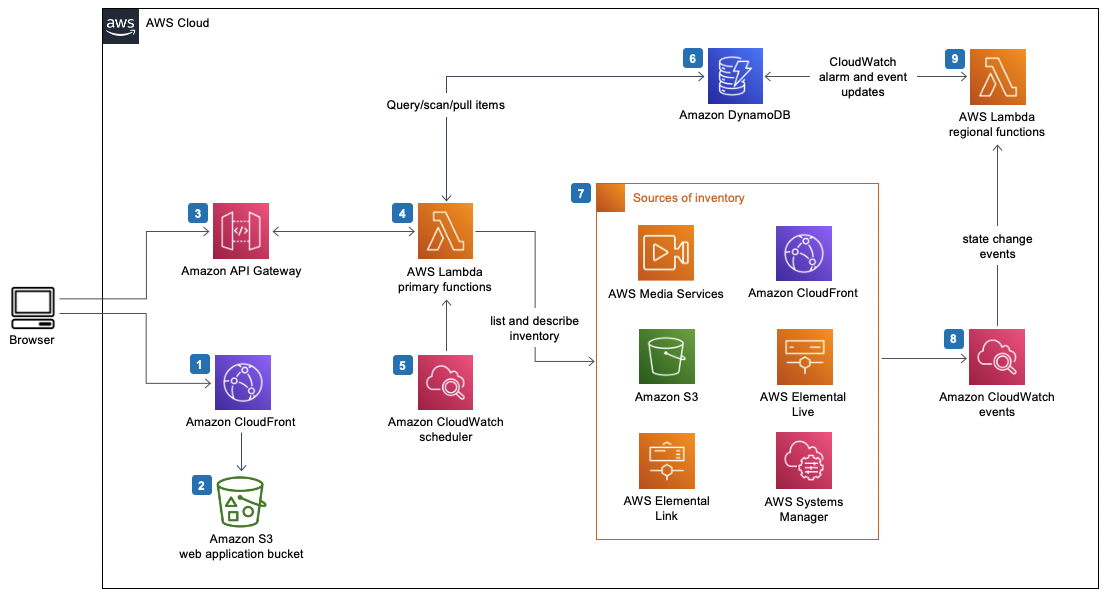 aws
AWS Cloud
6
9
CloudWatch
alarm and event
updates
Query/scan/pull items
Amazon DynamoDB
AWS Lambda
regional functions
7
Sources of inventory
3
4
Amazon API Gateway
AWS Lambda
primary functions
AWS Media Services
Amazon CloudFront
state change
events
list and describe
inventory
Browser
1
5
8
Amazon CloudFront
Amazon CloudWatch
scheduler
Amazon S3
AWS Elemental
Live
Amazon CloudWatch
events
2
AWS Elemental
Link
AWS Systems
Manager
Amazon S3
web application bucket